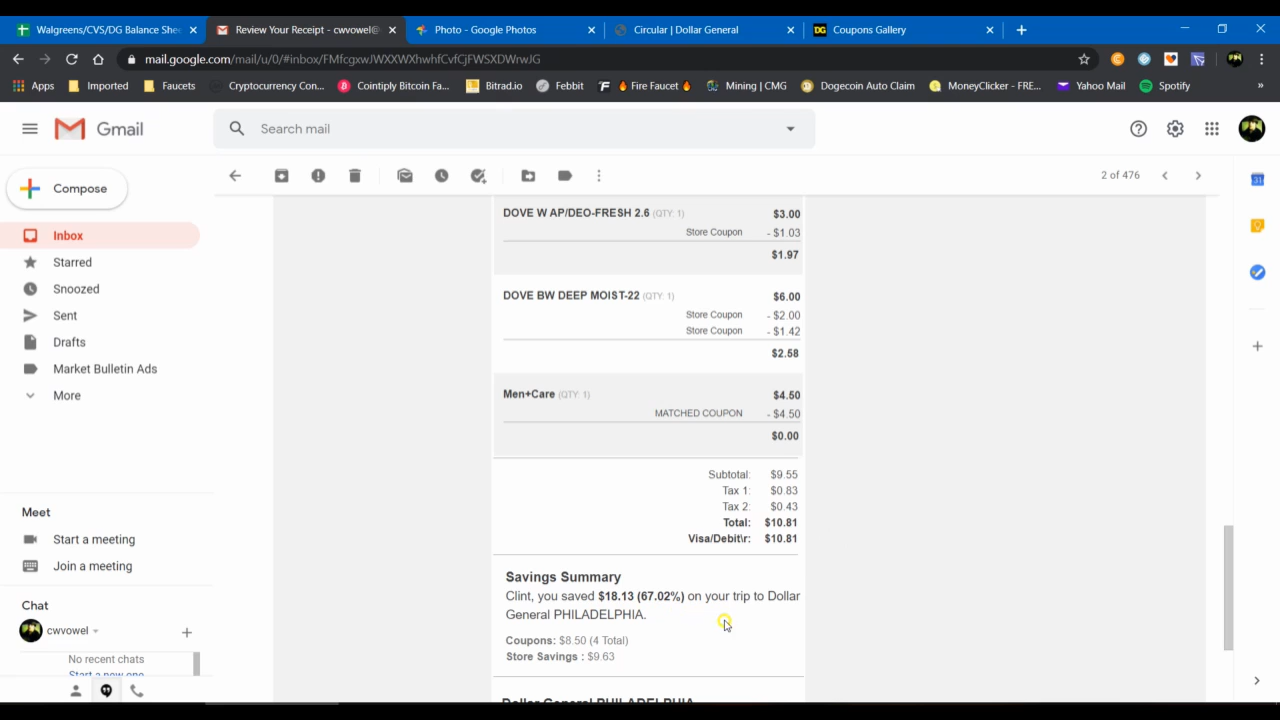 Walgreens/CVS/DG Balance She
Review Your Receipt - cwvowel@
Photo - Google Photos
Circular | Dollar General
DG Coupons Gallery
mail.google.com/mail/u/0/#inbox/FMfcgxwJWXXWXhwhfCvfCjFWSXDWrwJG
Apps Imported Faucets Cryptocurrency Con... Cointiply Bitcoin Fa... Bitrad.io Febbit Fire Faucet Mining | CMG Dogecoin Auto Claim MoneyClicker - FRE... Yahoo Mail Spotify »
Gmail
Search mail
Compose
2 of 476
Inbox
Starred
Snoozed
Sent
Drafts
Market Bulletin Ads
More
Meet
Start a meeting
Join a meeting
Chat
cwvowel
No recent chats
Start a new one
DOVE W AP/DEO-FRESH 2.6 (QTY: 1) $3.00
Store Coupon - $1.03
$1.97
DOVE BW DEEP MOIST-22 (QTY: 1) $6.00
Store Coupon - $2.00
Store Coupon - $1.42
$2.58
Men+Care (QTY: 1) $4.50
MATCHED COUPON - $4.50
$0.00
Subtotal: $9.55
Tax 1: $0.83
Tax 2: $0.43
Total: $10.81
Visa/Debit\r: $10.81
Savings Summary
Clint, you saved $18.13 (67.02%) on your trip to Dollar
General PHILADELPHIA.
Coupons: $8.50 (4 Total)
Store Savings : $9.63
Dollar General PHILADELPHIA
31